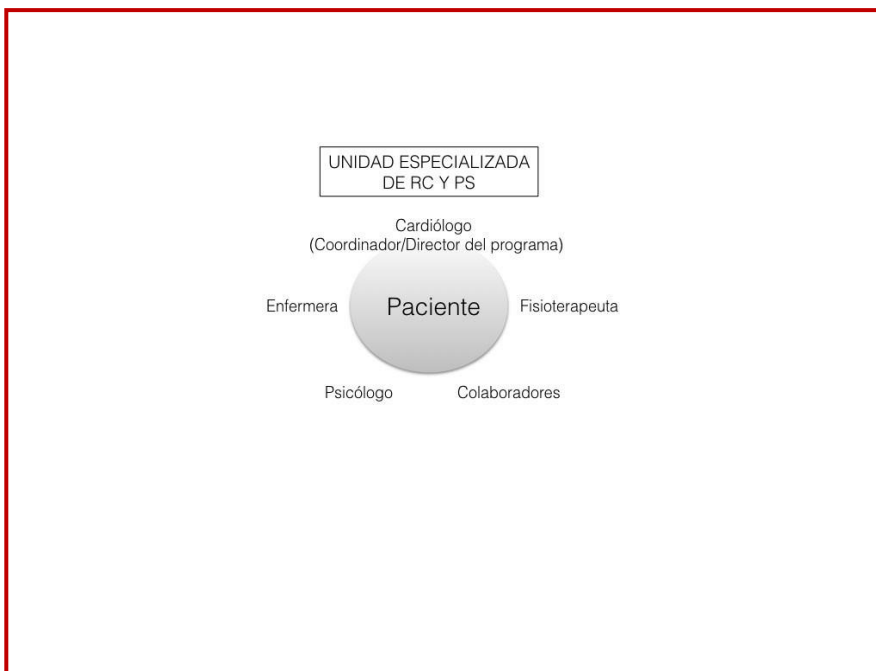 UNIDAD ESPECIALIZADA
DE RC Y PS
Cardiólogo
(Coordinador/Director del programa)
Enfermera
Paciente
Fisioterapeuta
Psicólogo
Colaboradores